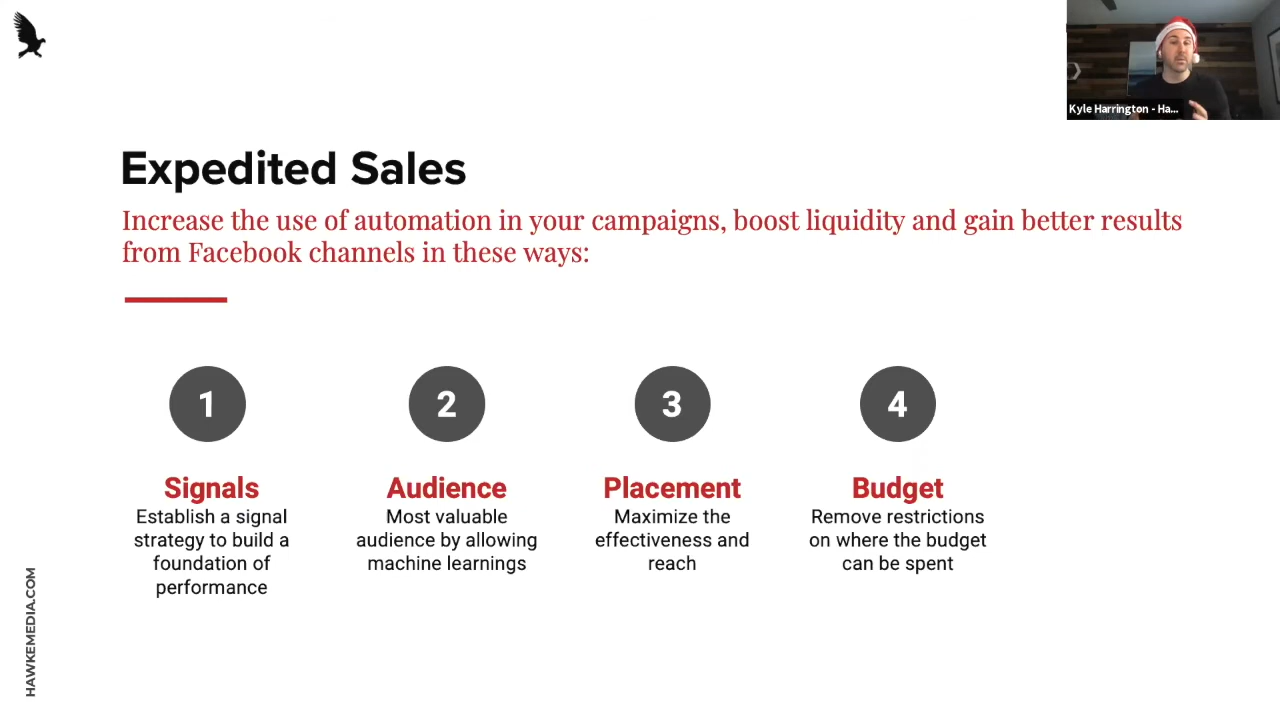 Kyle Harrington - Ha...
Expedited Sales
Increase the use of automation in your campaigns, boost liquidity and gain better results
from Facebook channels in these ways:
1
2
3
4
Signals
Establish a signal
strategy to build a
foundation of
performance
Audience
Most valuable
audience by allowing
machine learnings
Placement
Maximize the
effectiveness and
reach
Budget
Remove restrictions
on where the budget
can be spent
HAWKEMEDIA.COM